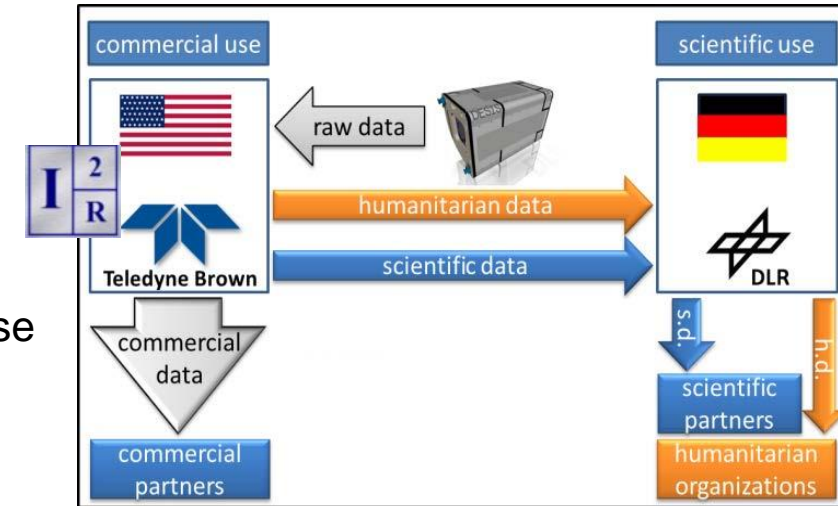 commercial use
scientific use
DESIS
raw data
I 2 R
humanitarian data
scientific data
Teledyne Brown
DLR
se
commercial
data
s.d.
h.d.
scientific
partners
commercial
partners
humanitarian
organizations